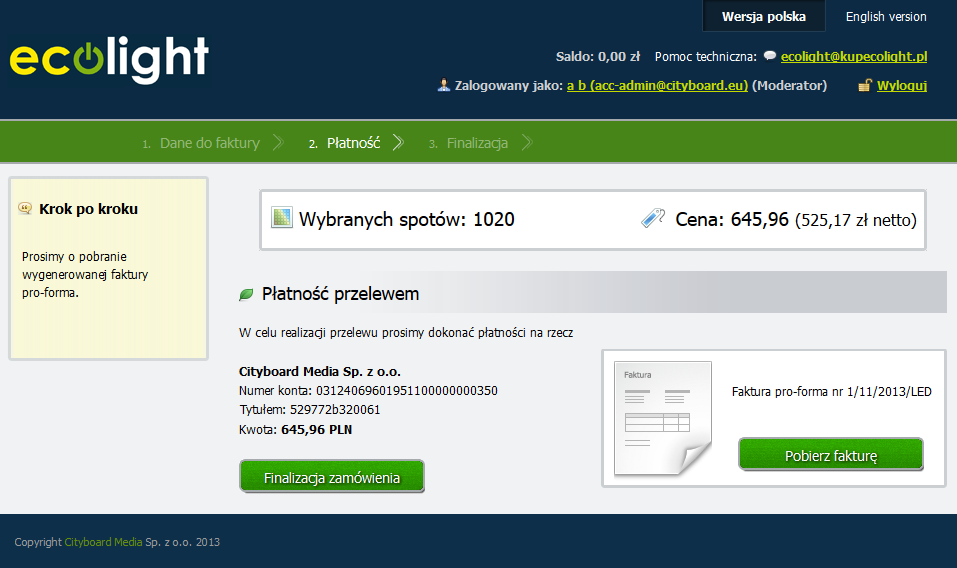 Wersja polska English version
ecolight
Saldo: 0,00 zł Pomoc techniczna: ecolight@kupecolight.pl
Zalogowany jako: a b (acc-admin@cityboard.eu) (Moderator) Wyloguj
1. Dane do faktury 2. Płatność 3. Finalizacja
Krok po kroku
Prosimy o pobranie
wygenerowanej faktury
pro-forma.
Wybranych spotów: 1020 Cena: 645,96 (525,17 zł netto)
Płatność przelewem
W celu realizacji przelewu prosimy dokonać płatności na rzecz
Cityboard Media Sp. z o.o.
Numer konta: 03124069601951100000000350
Tytułem: 529772b320061
Kwota: 645,96 PLN
Finalizacja zamówienia
Faktura
Faktura pro-forma nr 1/11/2013/LED
Pobierz fakturę
Copyright Cityboard Media Sp. z o.o. 2013